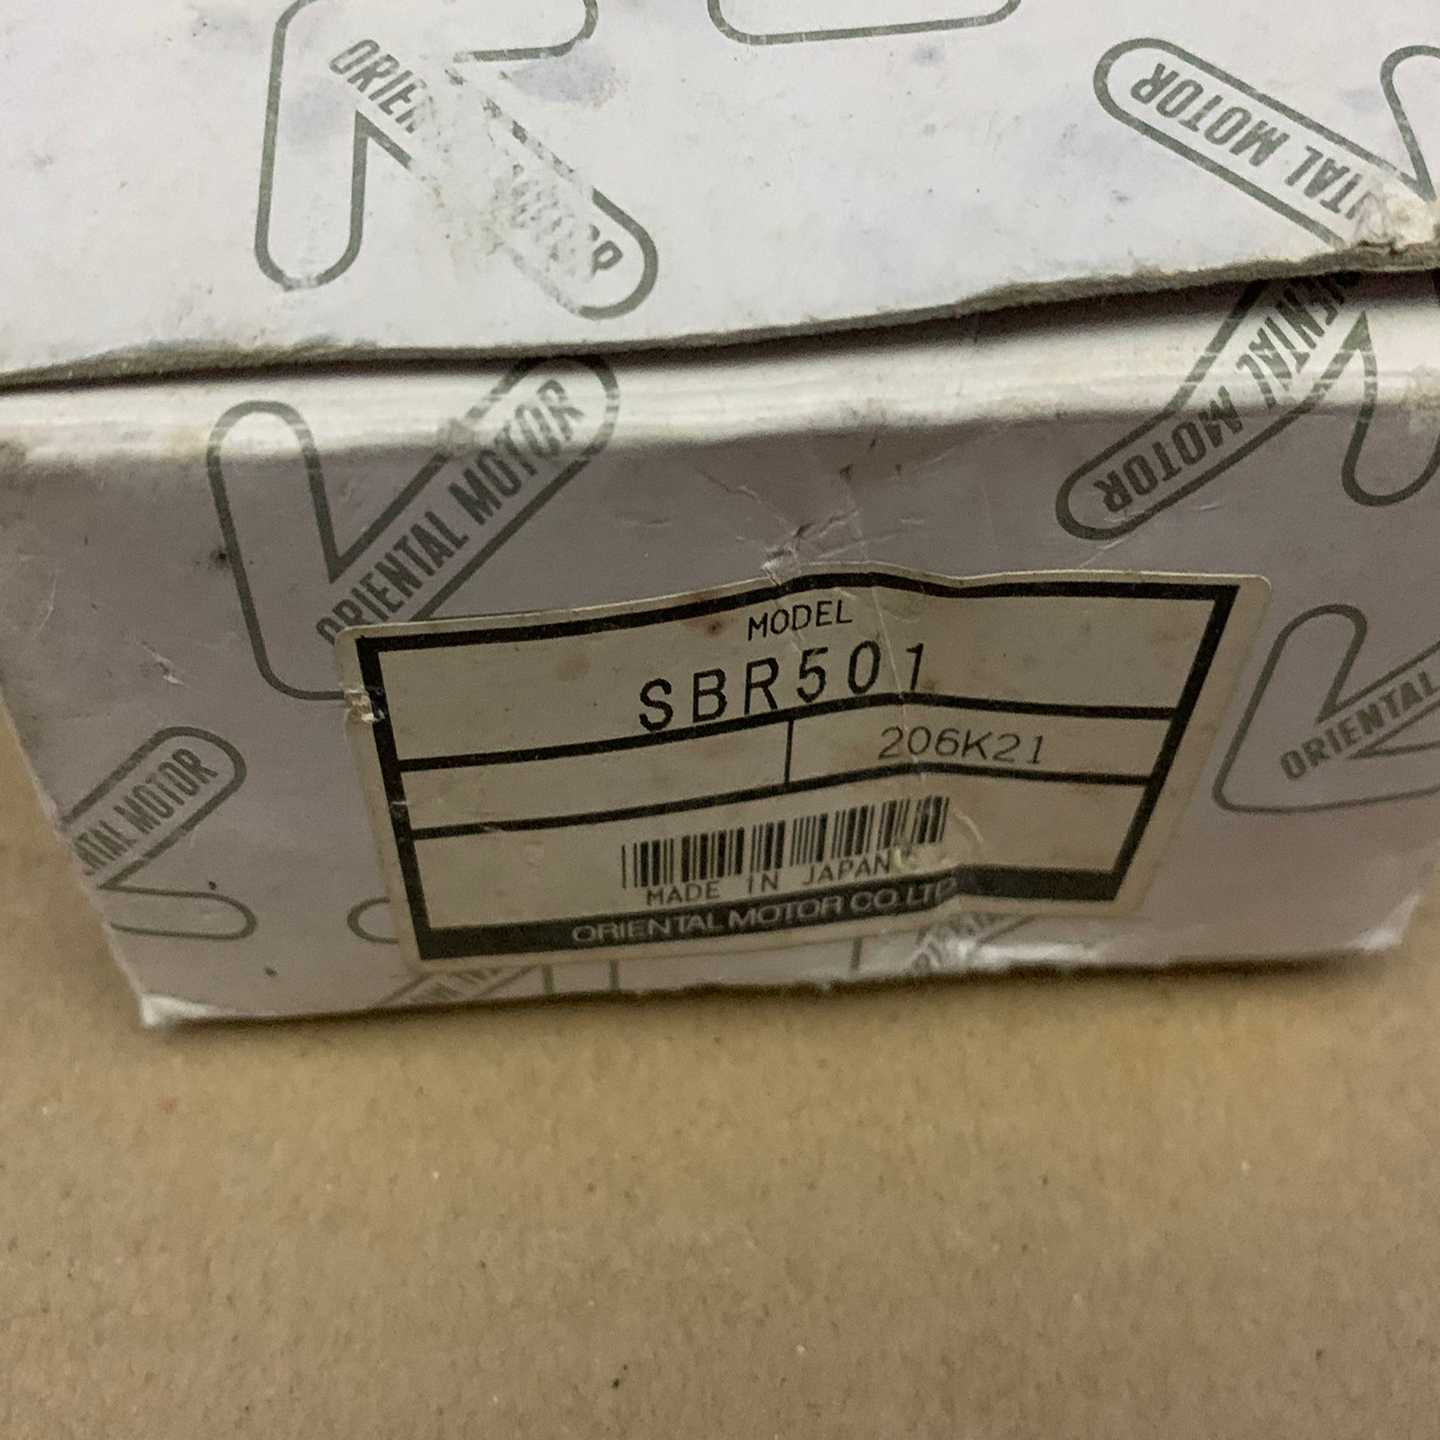 ORIENTAL MOTOR
ORIENTAL MOTOR
ORIENTAL MOTOR
ORIENTAL MOTOR
MODEL
SBR501
206K21
MADE IN JAPAN
ORIENTAL MOTOR CO. LTD
ORIENTAL
MOTOR